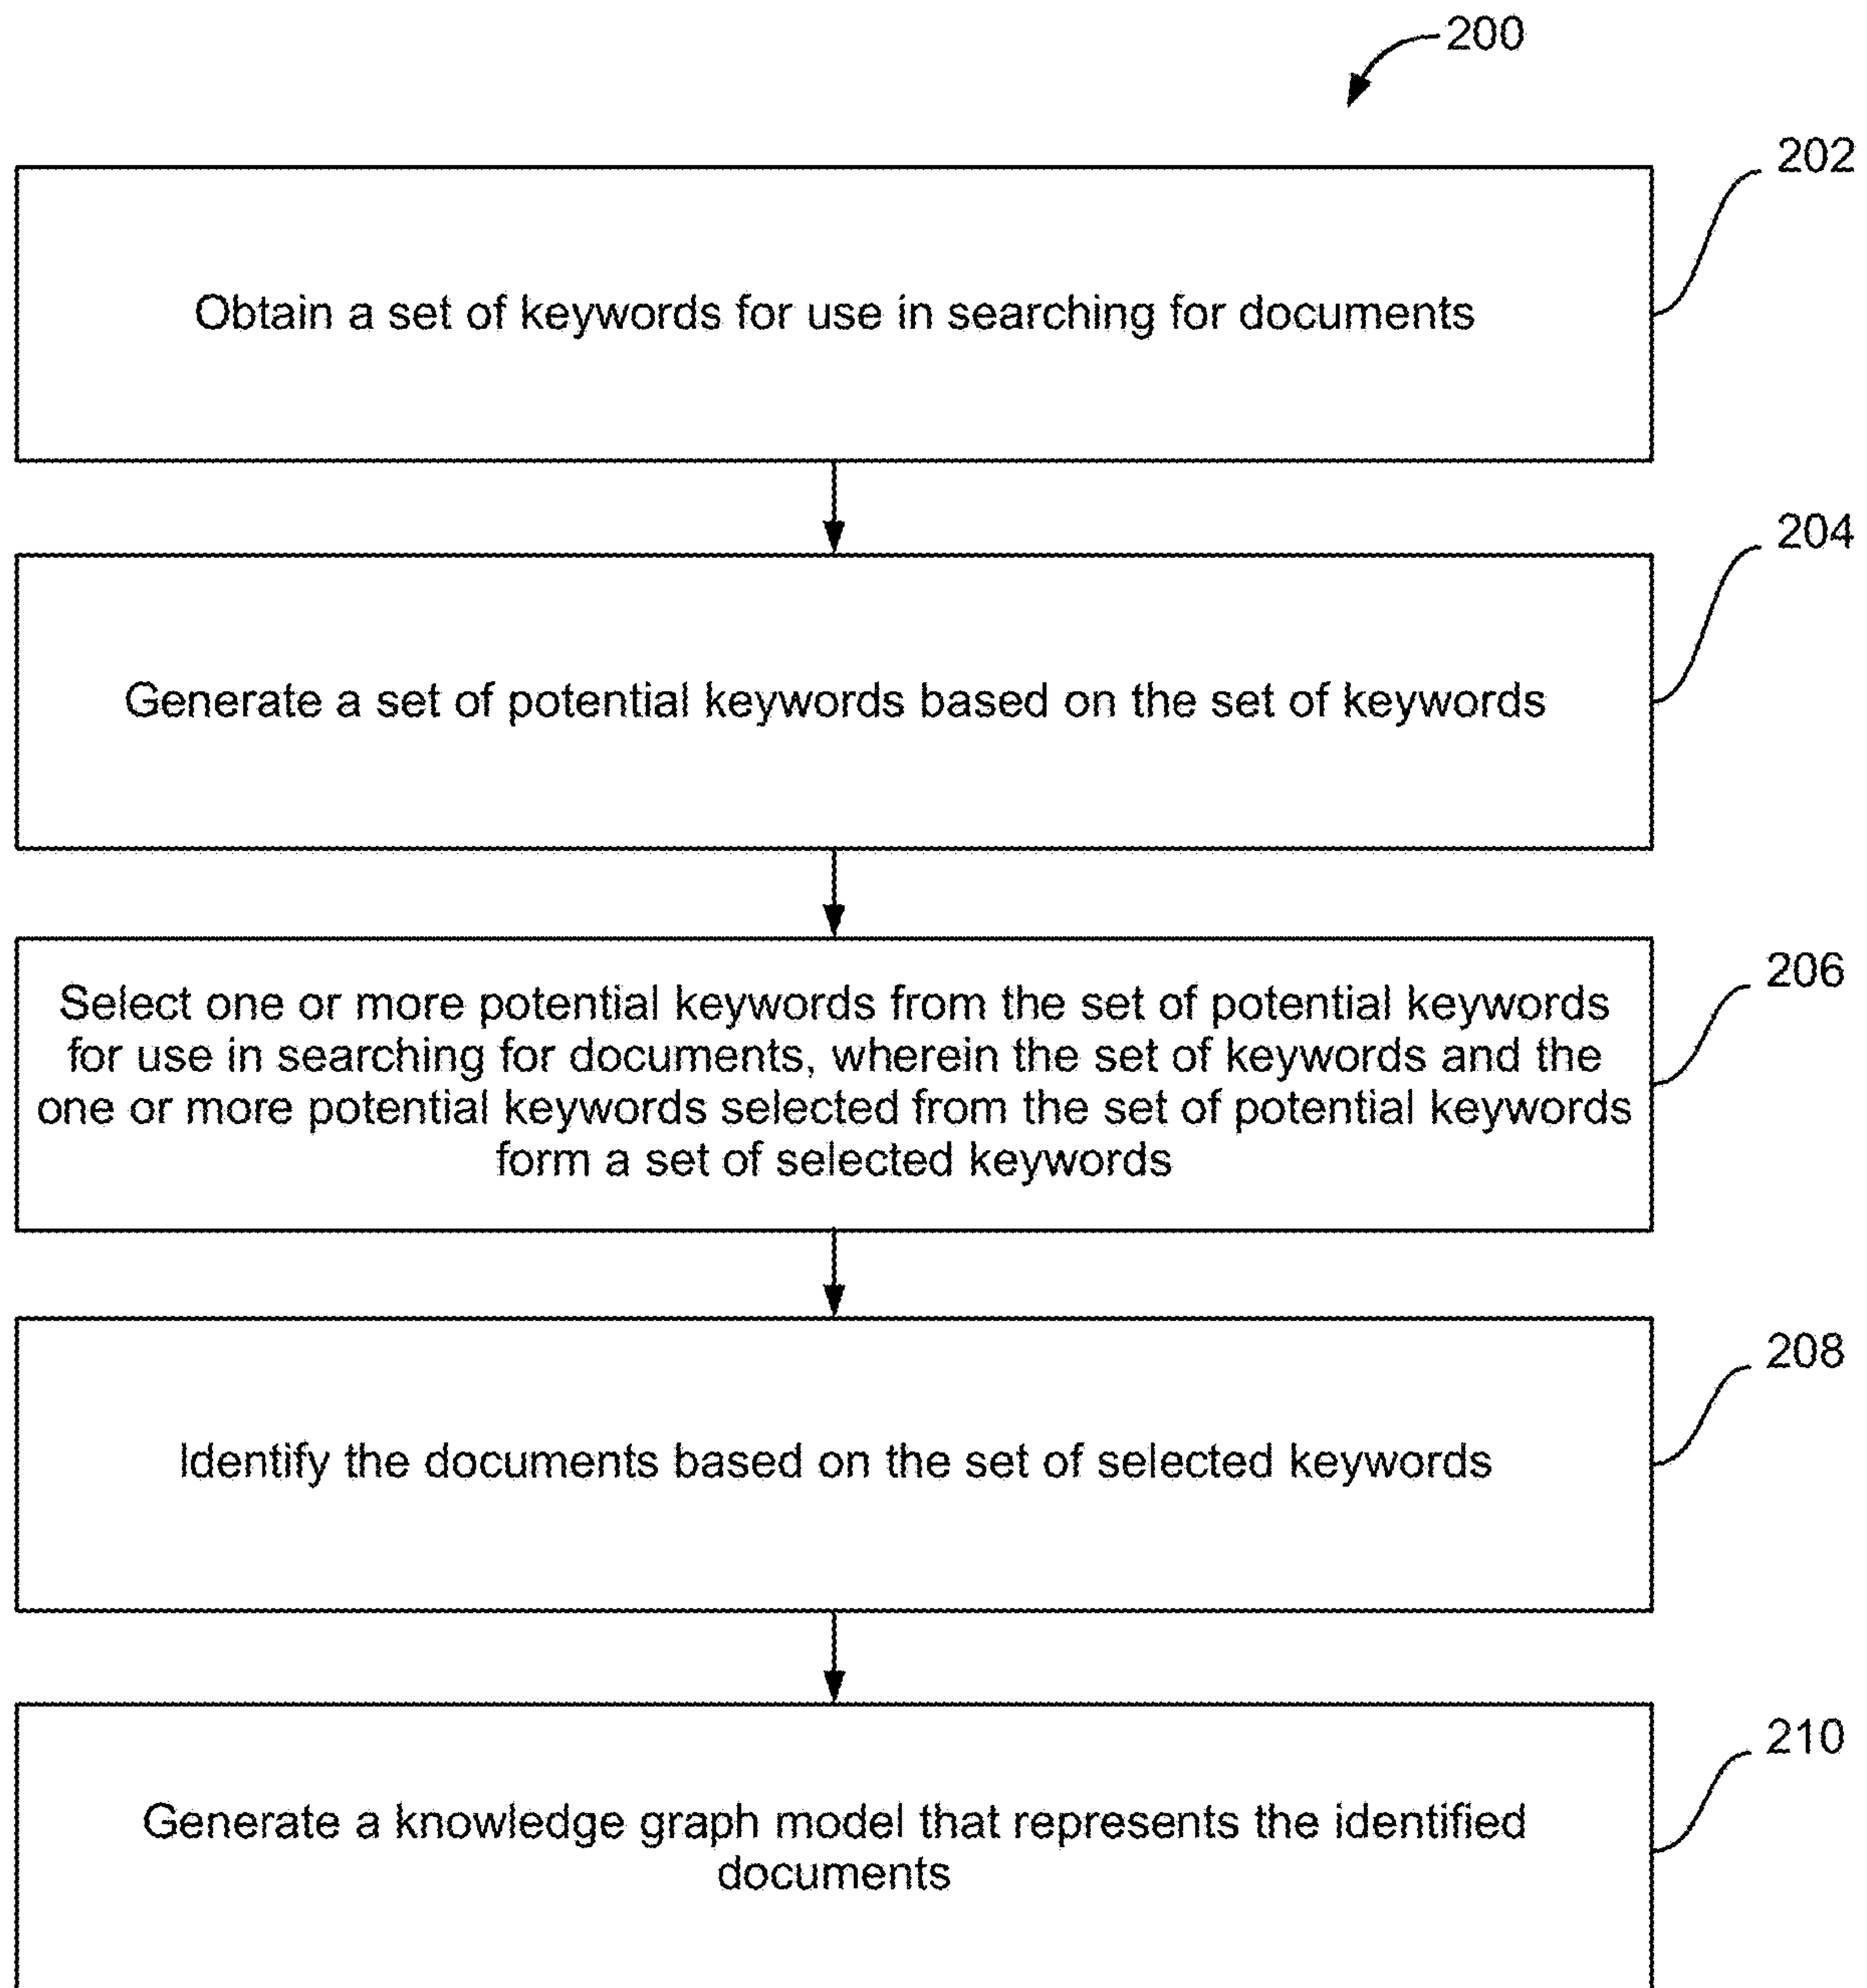 200
202
Obtain a set of keywords for use in searching for documents
204
Generate a set of potential keywords based on the set of keywords
206
Select one or more potential keywords from the set of potential keywords
for use in searching for documents, wherein the set of keywords and the
one or more potential keywords selected from the set of potential keywords
form a set of selected keywords
208
Identify the documents based on the set of selected keywords
210
Generate a knowledge graph model that represents the identified
documents